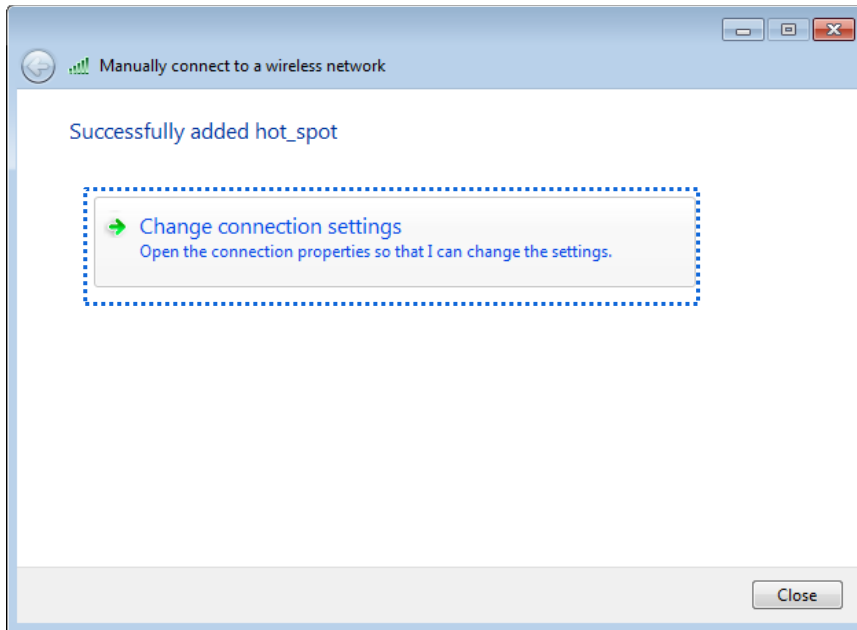 Manually connect to a wireless network
Successfully added hot_spot
Change connection settings
Open the connection properties so that I can change the settings.
Close